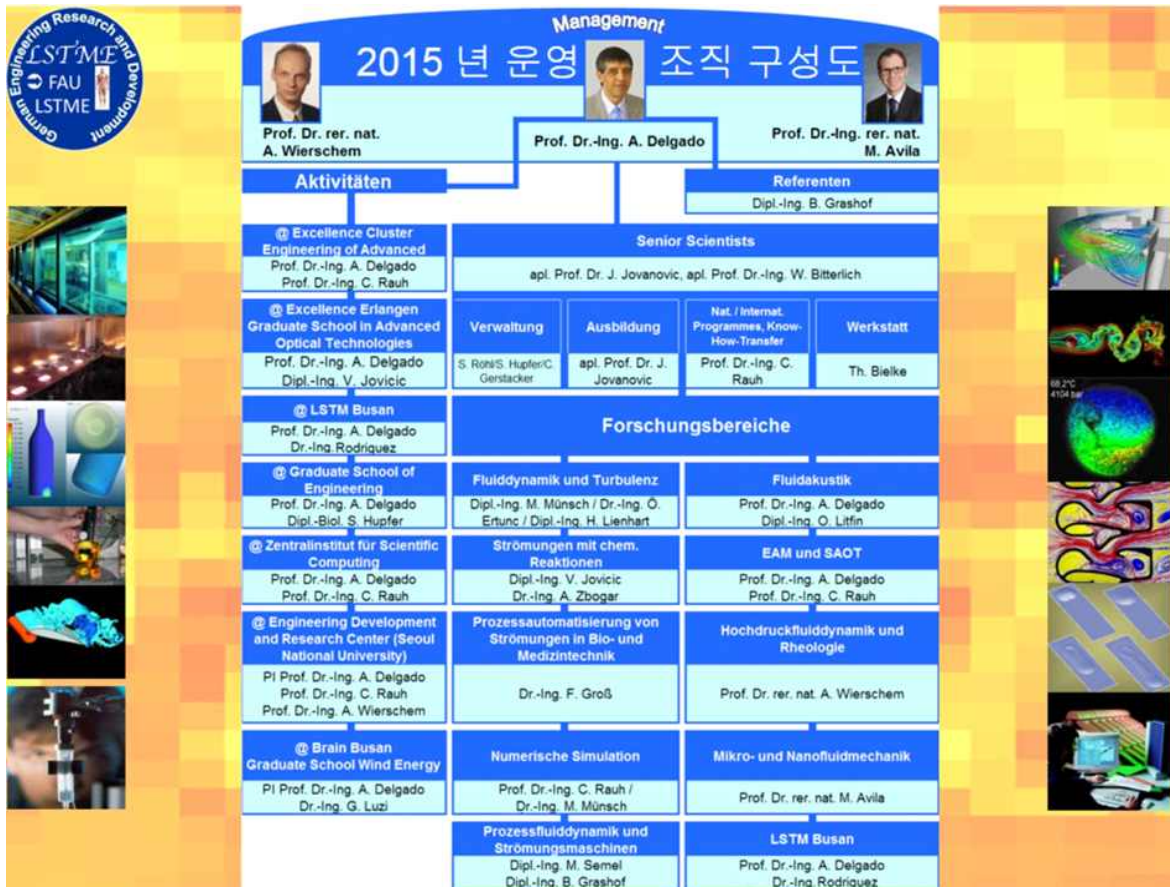 German Engineering Research and Development
LSTME
FAU
LSTME
Management
2015 년 운영 조직 구성도
Prof. Dr. rer. nat.
A. Wierschem
Prof. Dr.-Ing. A. Delgado
Prof. Dr.-Ing. rer. nat.
M. Avila
Aktivitäten
Referenten
Dipl.-Ing. B. Grashof
@ Excellence Cluster
Engineering of Advanced
Prof. Dr.-Ing. A. Delgado
Prof. Dr.-Ing. C. Rauh
Senior Scientists
apl. Prof. Dr. J. Jovanovic, apl. Prof. Dr.-Ing. W. Bitterlich
@ Excellence Erlangen
Graduate School in Advanced
Optical Technologies
Prof. Dr.-Ing. A. Delgado
Dipl.-Ing. V. Jovicic
Verwaltung
S. Rohl/S. Hupfer/C.
Gerstacker
Ausbildung
apl. Prof. Dr. J.
Jovanovic
Nat. / Internat.
Programmes, Know-
How-Transfer
Prof. Dr.-Ing. C.
Rauh
Werkstatt
Th. Bielke
@ LSTM Busan
Prof. Dr.-Ing. A. Delgado
Dr.-Ing. Rodriguez
Forschungsbereiche
@ Graduate School of
Engineering
Prof. Dr.-Ing. A. Delgado
Dipl.-Biol. S. Hupfer
Fluiddynamik und Turbulenz
Dipl.-Ing. M. Münsch / Dr.-Ing. Ö.
Ertunc / Dipl.-Ing. H. Lienhart
Fluidakustik
Prof. Dr.-Ing. A. Delgado
Dipl.-Ing. O. Litfin
@ Zentralinstitut für Scientific
Computing
Prof. Dr.-Ing. A. Delgado
Prof. Dr.-Ing. C. Rauh
Strömungen mit chem.
Reaktionen
Dipl.-Ing. V. Jovicic
Dr.-Ing. A. Zbogar
EAM und SAOT
Prof. Dr.-Ing. A. Delgado
Prof. Dr.-Ing. C. Rauh
@ Engineering Development
and Research Center (Seoul
National University)
PI Prof. Dr.-Ing. A. Delgado
Prof. Dr.-Ing. C. Rauh
Prof. Dr.-Ing. A. Wierschem
Prozessautomatisierung von
Strömungen in Bio- und
Medizintechnik
Dr.-Ing. F. Groß
Hochdruckfluiddynamik und
Rheologie
Prof. Dr. rer. nat. A. Wierschem
@ Brain Busan
Graduate School Wind Energy
PI Prof. Dr.-Ing. A. Delgado
Dr.-Ing. G. Luzi
Numerische Simulation
Prof. Dr.-Ing. C. Rauh /
Dr.-Ing. M. Münsch
Mikro- und Nanofluidmechanik
Prof. Dr. rer. nat. M. Avila
Prozessfluiddynamik und
Strömungsmaschinen
Dipl.-Ing. M. Semel
Dipl.-Ing. B. Grashof
LSTM Busan
Prof. Dr.-Ing. A. Delgado
Dr.-Ing. Rodriguez
68.2°C
4104 bar